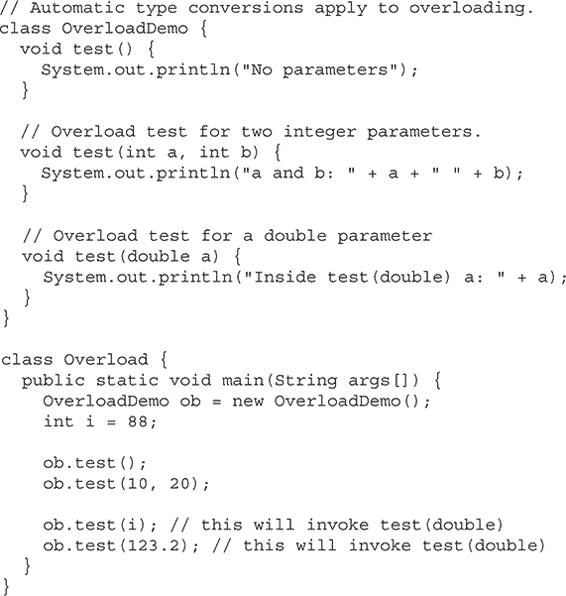 // Automatic type conversions apply to overloading.
class OverloadDemo {
  void test() {
    System.out.println("No parameters");
  }

  // Overload test for two integer parameters.
  void test(int a, int b) {
    System.out.println("a and b: " + a + " " + b);
  }

  // Overload test for a double parameter
  void test(double a) {
    System.out.println("Inside test(double) a: " + a);
  }
}

class Overload {
  public static void main(String args[]) {
    OverloadDemo ob = new OverloadDemo();
    int i = 88;

    ob.test();
    ob.test(10, 20);

    ob.test(i); // this will invoke test(double)
    ob.test(123.2); // this will invoke test(double)
  }
}